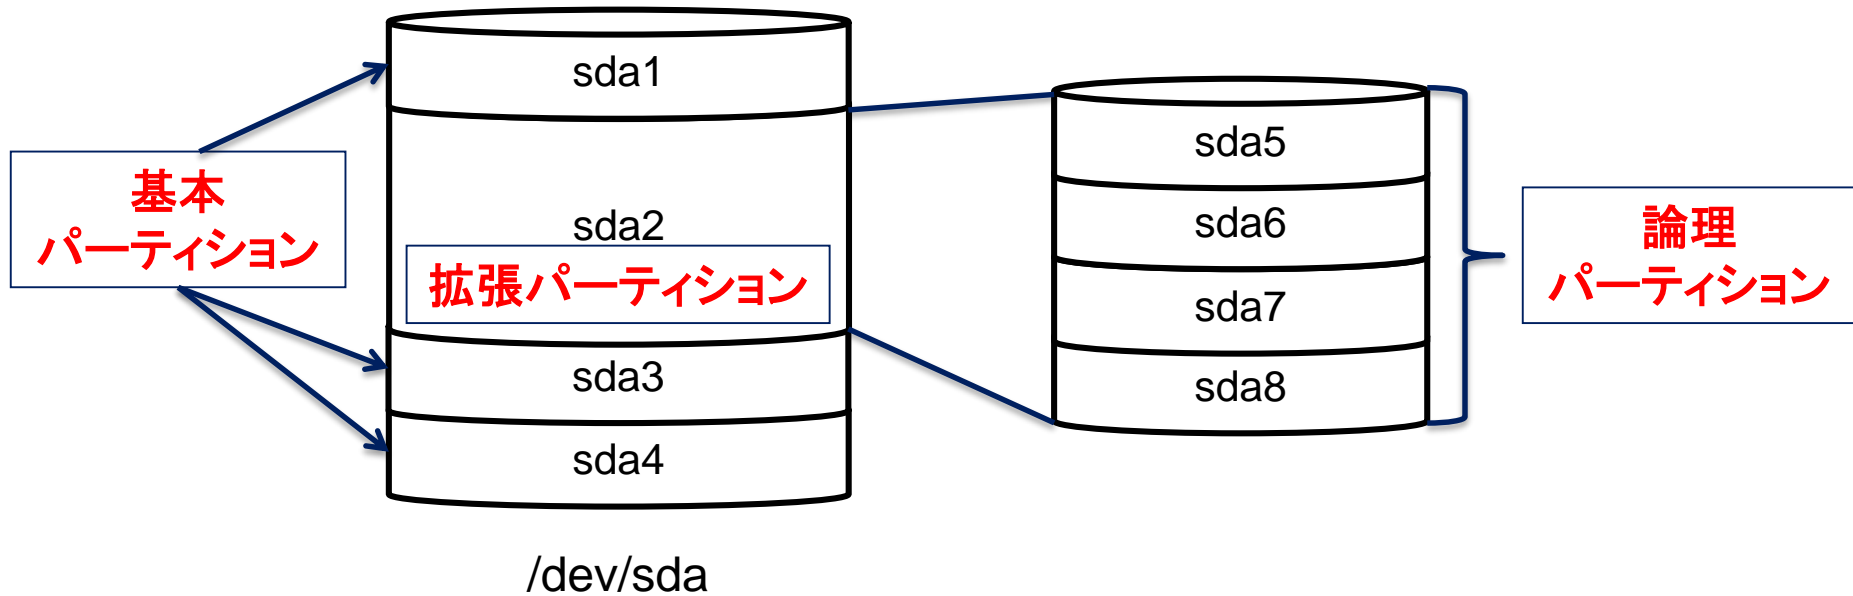 基本
パーティション
sda1
sda2
拡張パーティション
sda3
sda4
/dev/sda
sda5
sda6
sda7
sda8
論理
パーティション